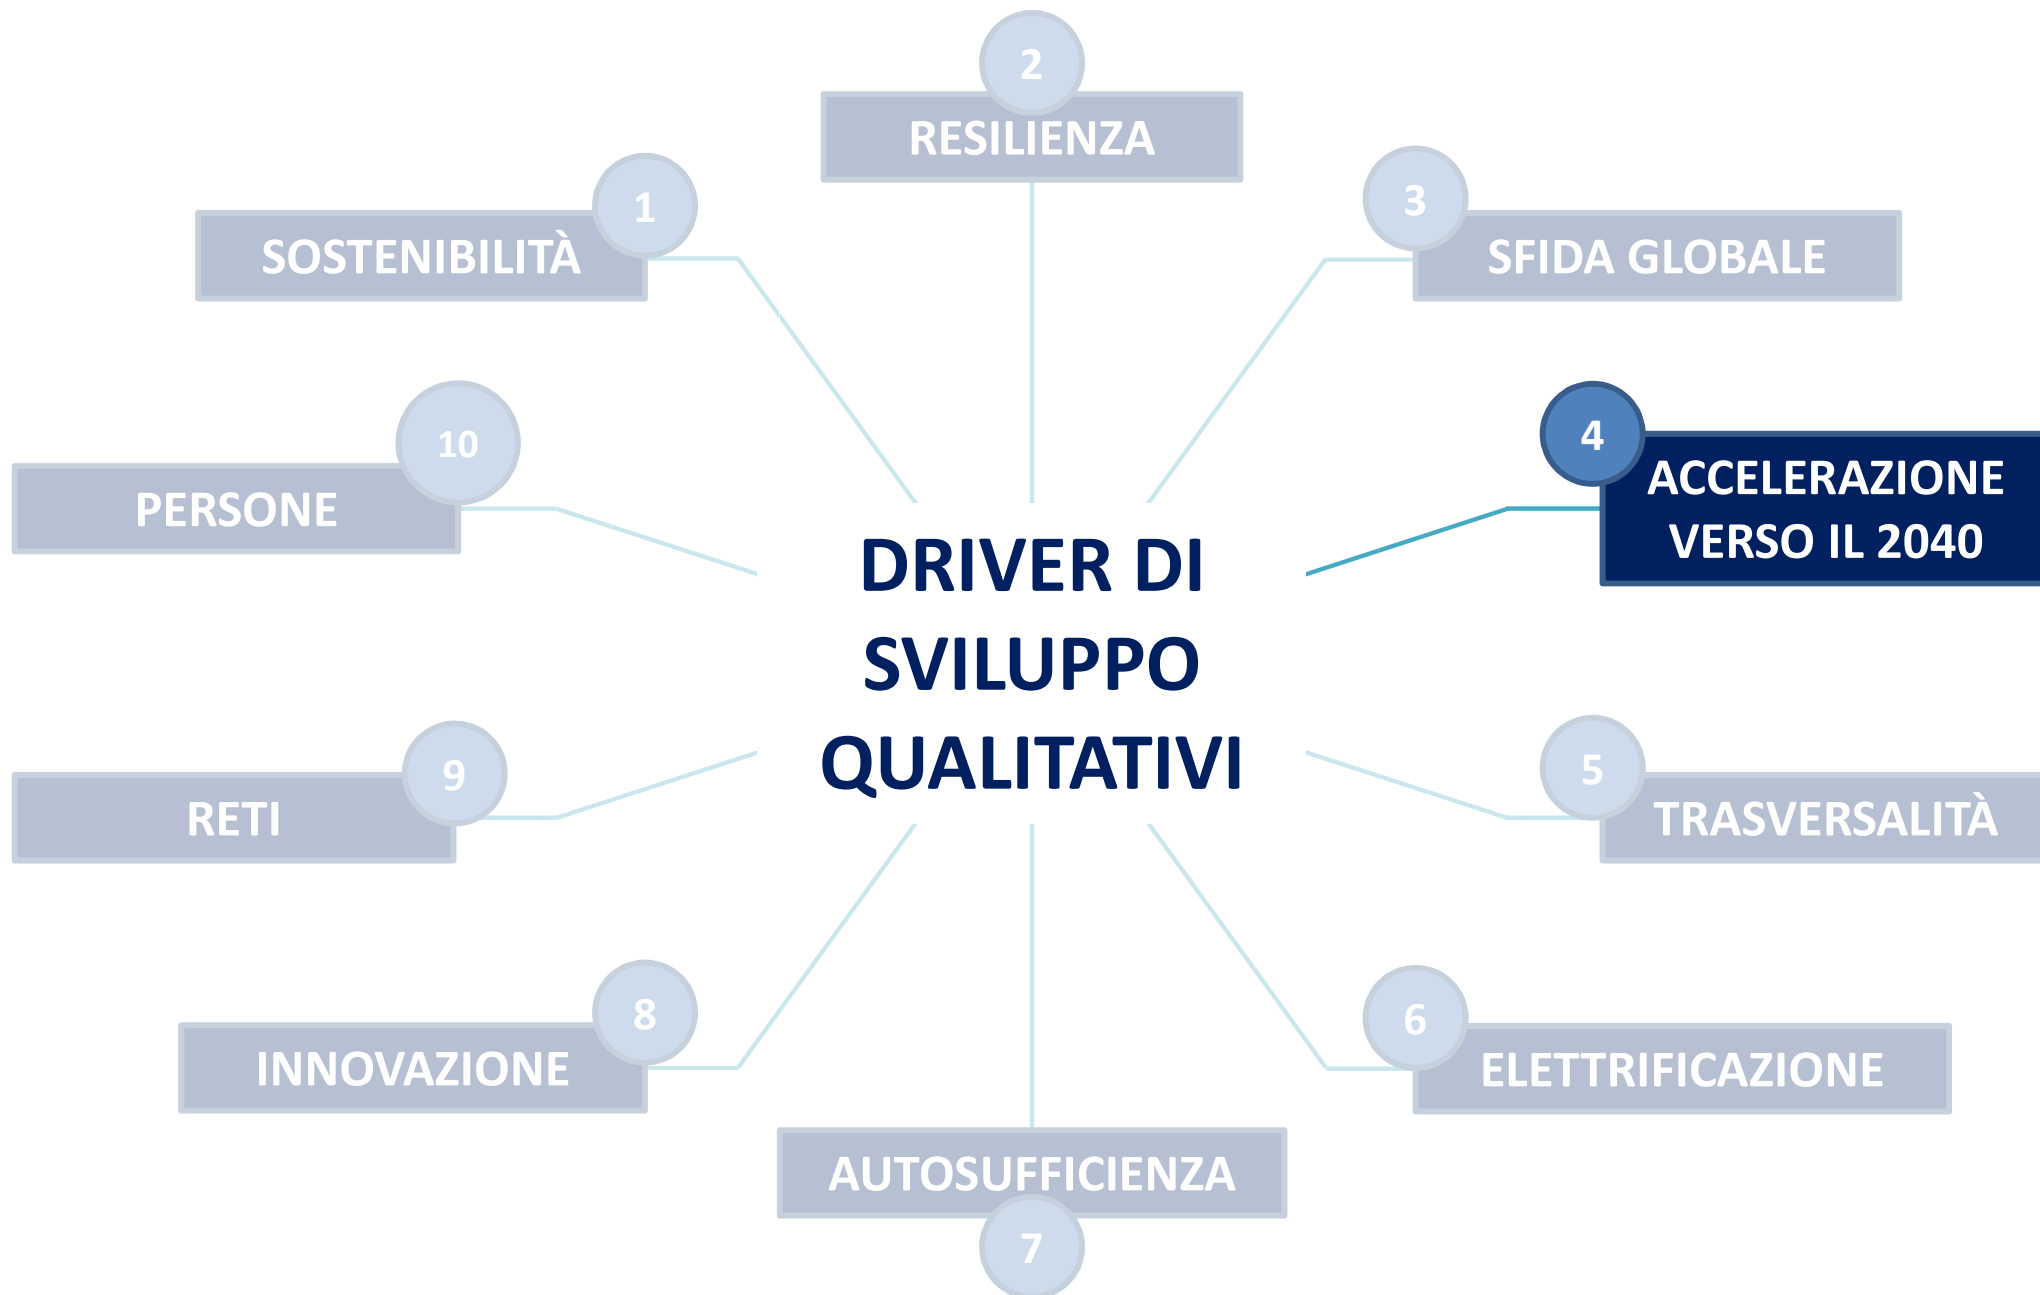 2
RESILIENZA
1
SOSTENIBILITÀ
3
SFIDA GLOBALE
10
PERSONE
4
ACCELERAZIONE
VERSO IL 2040
DRIVER DI
SVILUPPO
QUALITATIVI
9
RETI
5
TRASVERSALITÀ
8
INNOVAZIONE
6
ELETTRIFICAZIONE
AUTOSUFFICIENZA
7